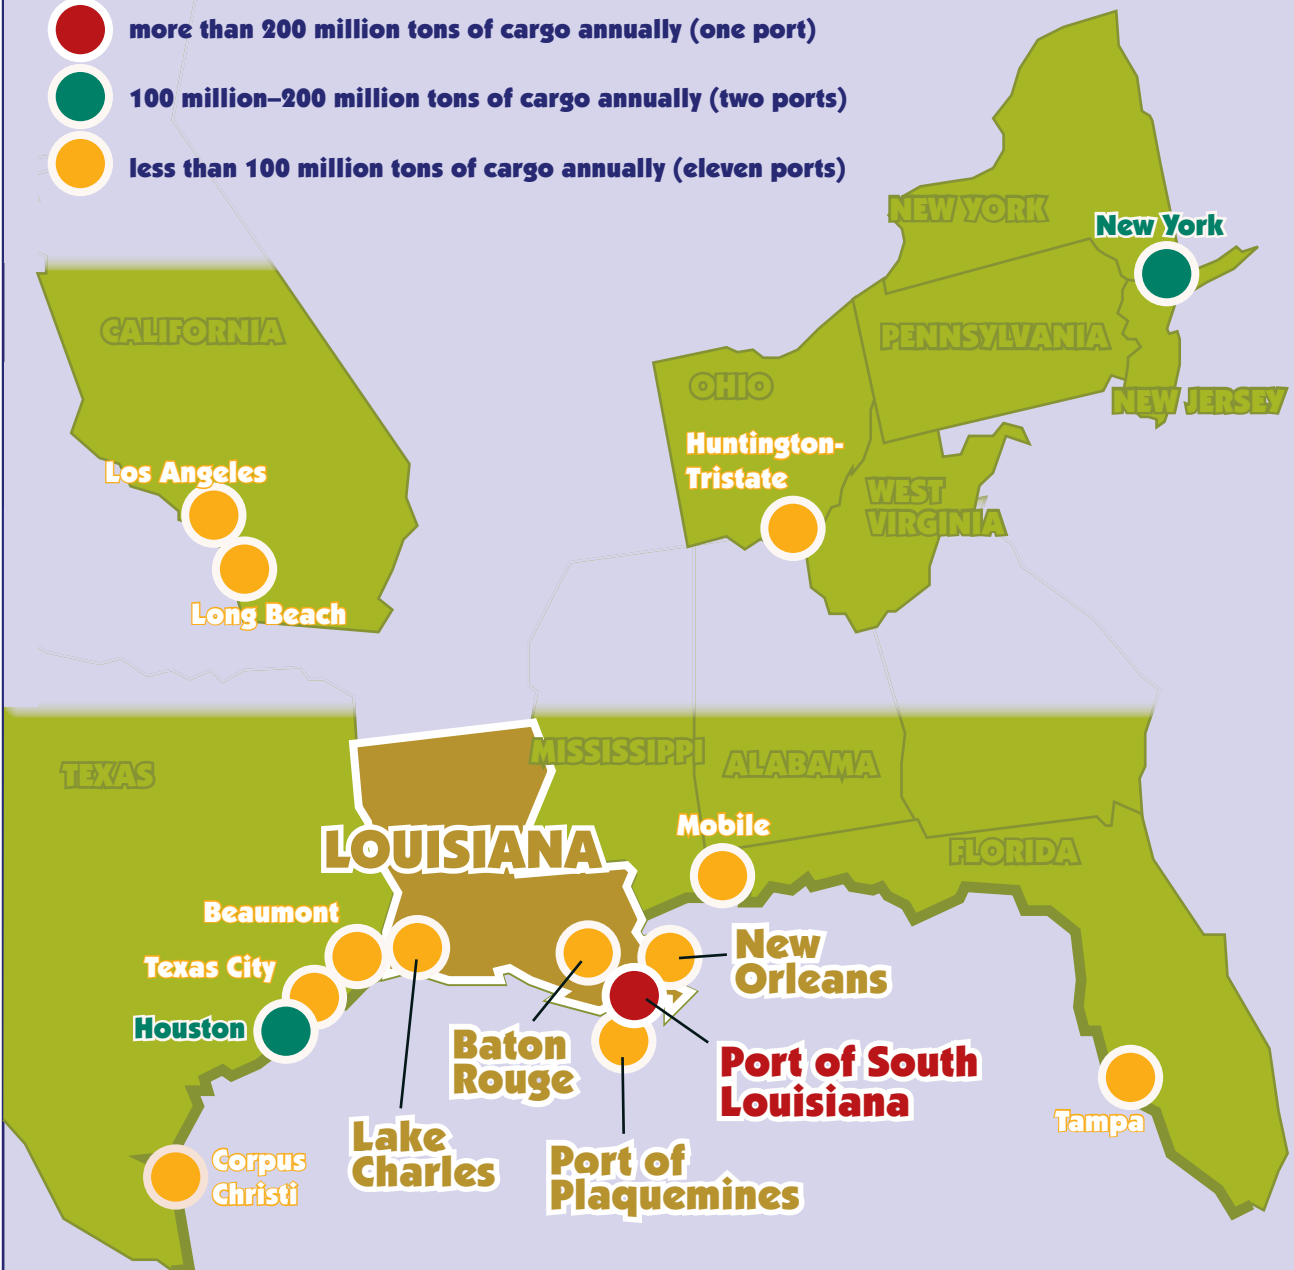 more than 200 million tons of cargo annually (one port)
100 million–200 million tons of cargo annually (two ports)
less than 100 million tons of cargo annually (eleven ports)
NEW YORK
New York
CALIFORNIA
PENNSYLVANIA
OHIO
NEW JERSEY
Huntington-
Tristate
Los Angeles
WEST
VIRGINIA
Long Beach
TEXAS
MISSISSIPPI
ALABAMA
Mobile
LOUISIANA
FLORIDA
Beaumont
Texas City
New
Orleans
Houston
Baton
Rouge
Port of South
Louisiana
Tampa
Lake
Charles
Corpus
Christi
Port of
Plaquemines